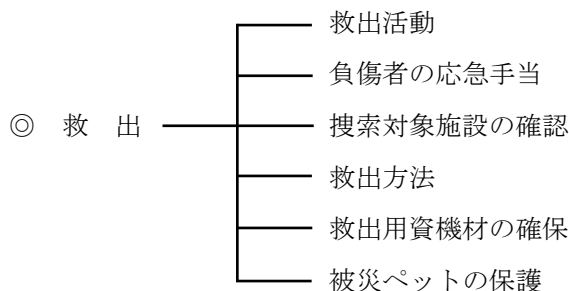 救出活動
負傷者の応急手当
◎ 救 出
捜索対象施設の確認
救出方法
救出用資機材の確保
被災ペットの保護